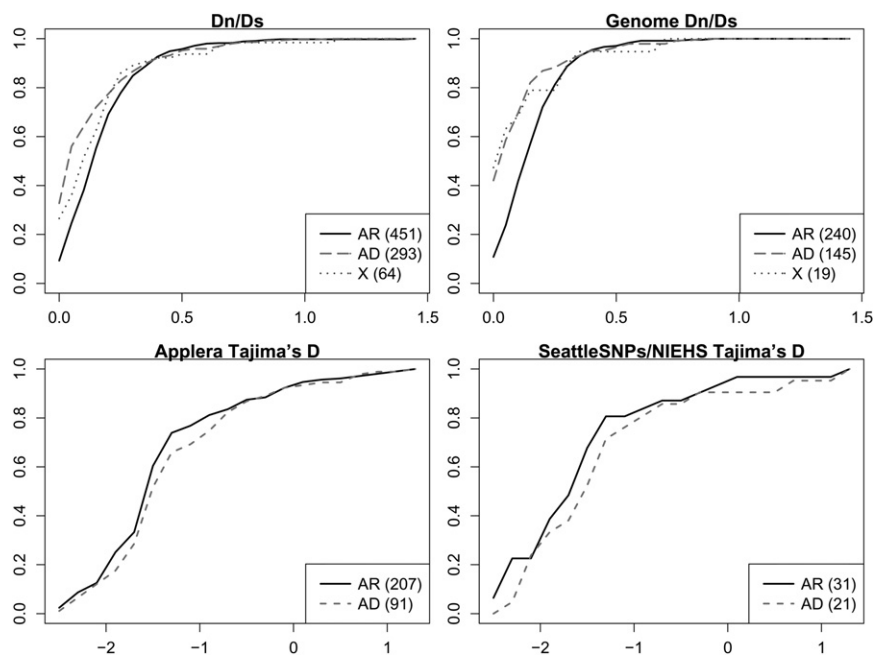 Dn/Ds
1.0
0.8
0.6
0.4
0.2
0.0
AR (451)
AD (293)
X (64)
0.0 0.5 1.0 1.5
Genome Dn/Ds
1.0
0.8
0.6
0.4
0.2
0.0
AR (240)
AD (145)
X (19)
0.0 0.5 1.0 1.5
Applera Tajima's D
1.0
0.8
0.6
0.4
0.2
0.0
AR (207)
AD (91)
−2 −1 0 1
SeattleSNPs/NIEHS Tajima's D
1.0
0.8
0.6
0.4
0.2
0.0
AR (31)
AD (21)
−2 −1 0 1